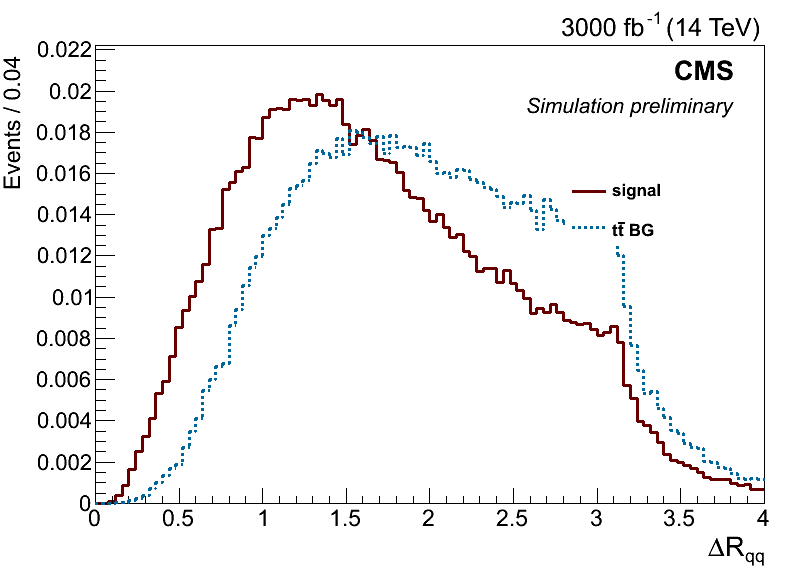 3000 fb⁻¹ (14 TeV)
CMS
Simulation preliminary
signal
tt̄ BG
Events / 0.04
0.022
0.02
0.018
0.016
0.014
0.012
0.01
0.008
0.006
0.004
0.002
0
0 0.5 1 1.5 2 2.5 3 3.5 4
ΔR_qq